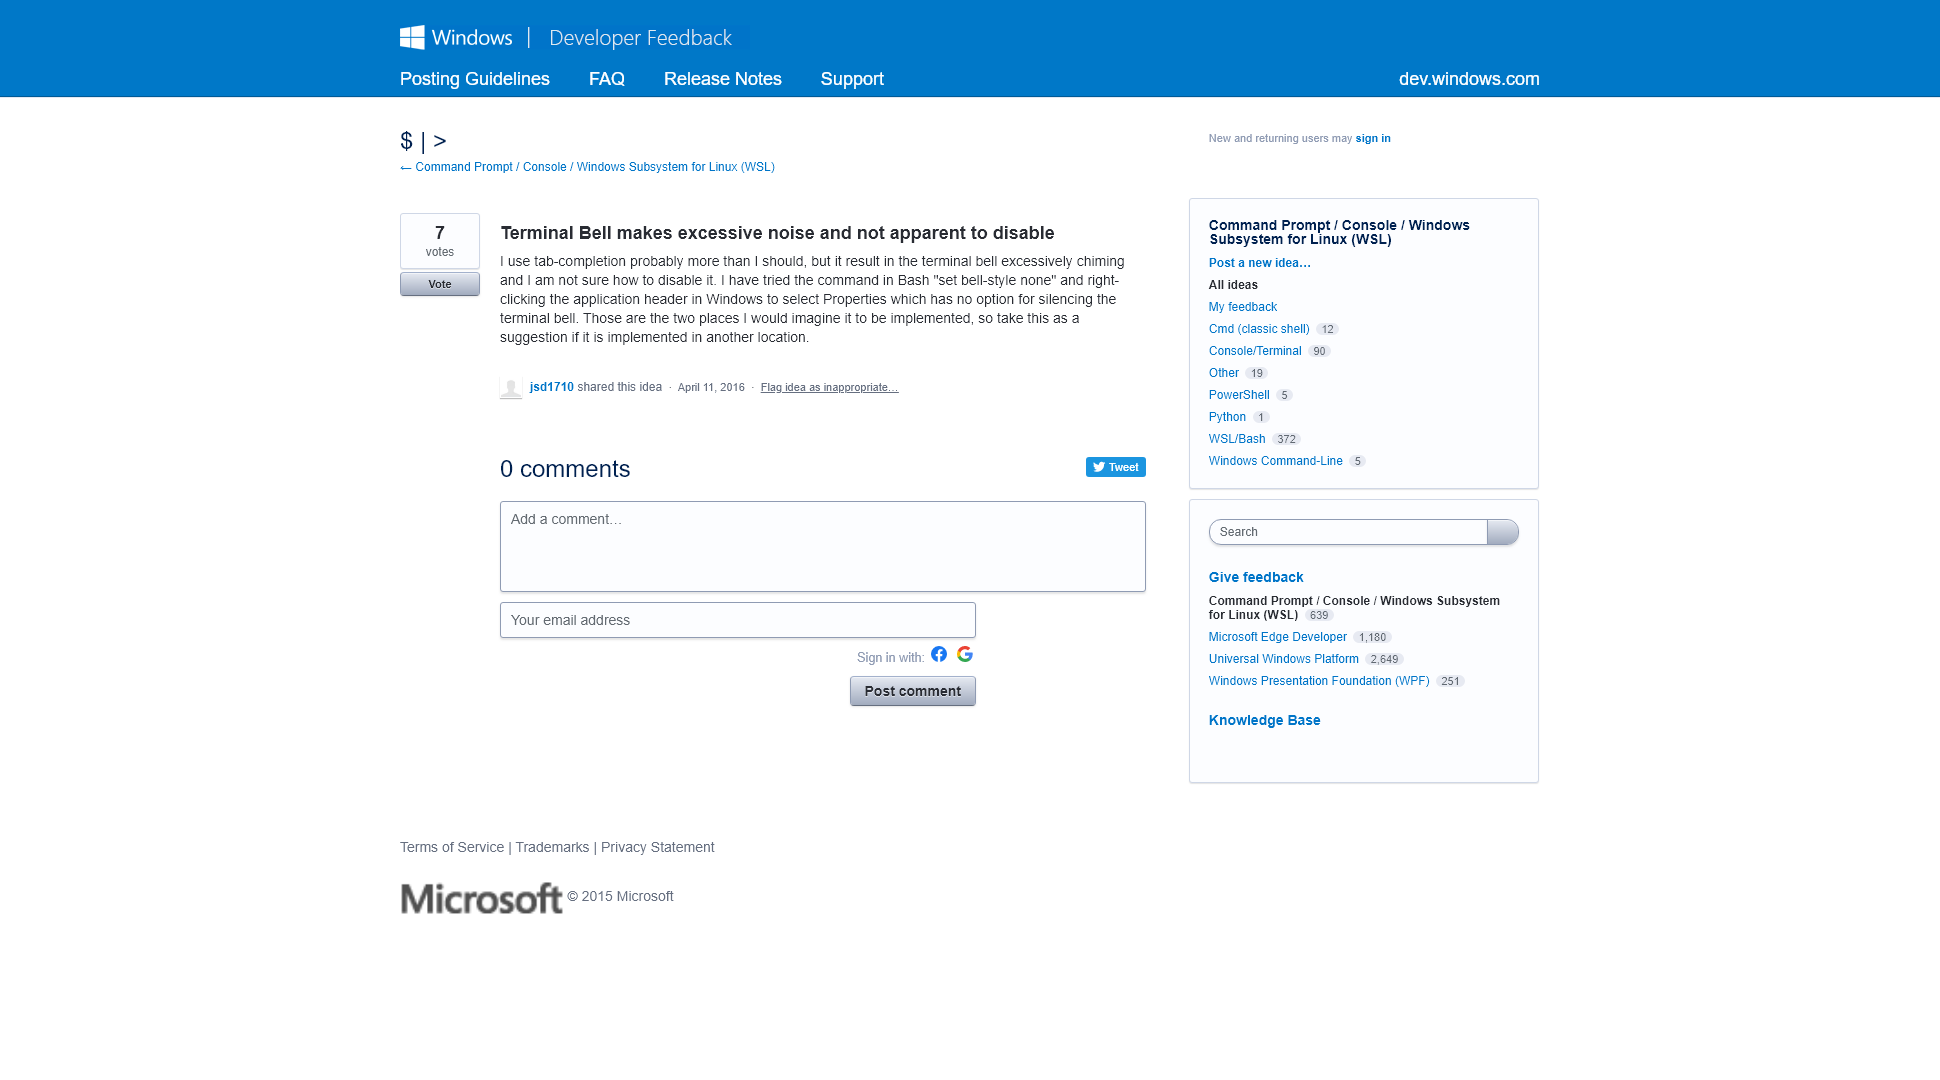 Windows | Developer Feedback
Posting Guidelines FAQ Release Notes Support dev.windows.com
$ | >
New and returning users may sign in
← Command Prompt / Console / Windows Subsystem for Linux (WSL)
7
votes
Vote
Terminal Bell makes excessive noise and not apparent to disable
I use tab-completion probably more than I should, but it result in the terminal bell excessively chiming
and I am not sure how to disable it. I have tried the command in Bash "set bell-style none" and right-
clicking the application header in Windows to select Properties which has no option for silencing the
terminal bell. Those are the two places I would imagine it to be implemented, so take this as a
suggestion if it is implemented in another location.
jsd1710 shared this idea · April 11, 2016 · Flag idea as inappropriate…
0 comments
Tweet
Add a comment…
Your email address
Sign in with:
Post comment
Command Prompt / Console / Windows
Subsystem for Linux (WSL)
Post a new idea…
All ideas
My feedback
Cmd (classic shell) 12
Console/Terminal 90
Other 19
PowerShell 5
Python 1
WSL/Bash 372
Windows Command-Line 5
Search
Give feedback
Command Prompt / Console / Windows Subsystem
for Linux (WSL) 639
Microsoft Edge Developer 1,180
Universal Windows Platform 2,649
Windows Presentation Foundation (WPF) 251
Knowledge Base
Terms of Service | Trademarks | Privacy Statement
Microsoft © 2015 Microsoft